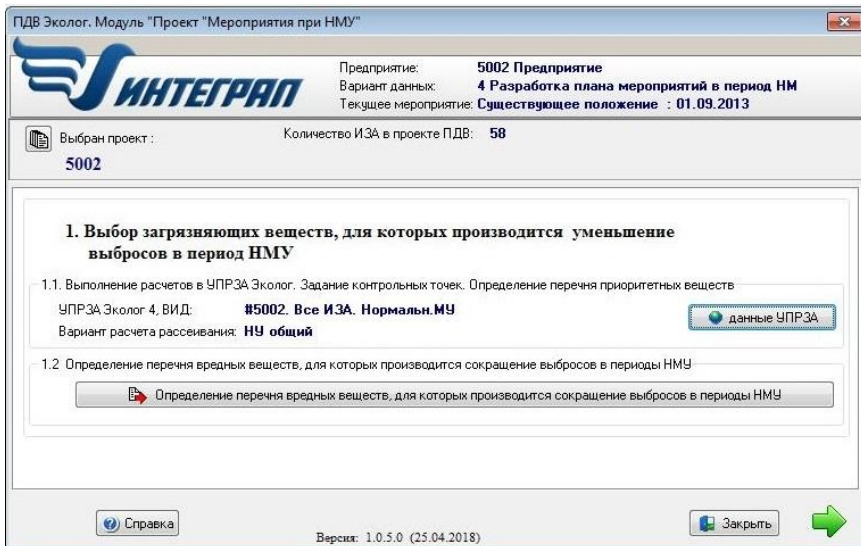 ПДВ Эколог. Модуль "Проект "Мероприятия при НМУ"
ИНТЕГРАЛ
Предприятие: 5002 Предприятие
Вариант данных: 4 Разработка плана мероприятий в период НМ
Текущее мероприятие: Существующее положение : 01.09.2013
Выбран проект :
Количество ИЗА в проекте ПДВ: 58
5002
1. Выбор загрязняющих веществ, для которых производится уменьшение
выбросов в период НМУ
1.1. Выполнение расчетов в УПРЗА Эколог. Задание контрольных точек. Определение перечня приоритетных веществ
УПРЗА Эколог 4, ВИД: #5002. Все ИЗА. Нормальн.МУ
данные УПРЗА
Вариант расчета рассеивания: НУ общий
1.2 Определение перечня вредных веществ, для которых производится сокращение выбросов в периоды НМУ
Определение перечня вредных веществ, для которых производится сокращение выбросов в периоды НМУ
Справка
Закрыть
Версия: 1.0.5.0 (25.04.2018)